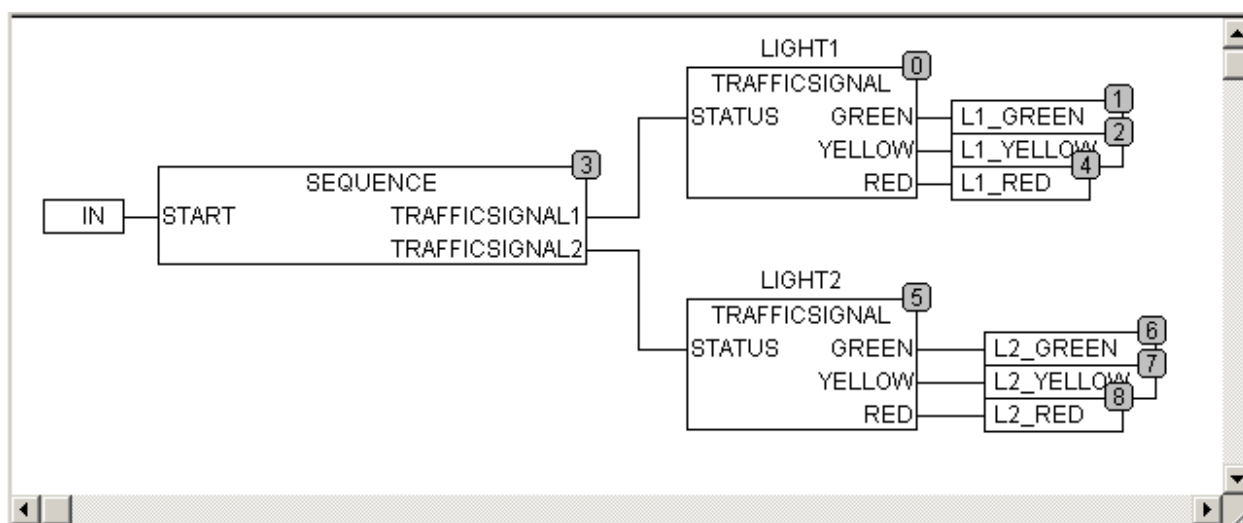 LIGHT1
0
TRAFFICSIGNAL
STATUS GREEN L1_GREEN 1
YELLOW L1_YELLOW 2
RED L1_RED 4
SEQUENCE 3
IN START TRAFFICSIGNAL1
TRAFFICSIGNAL2
LIGHT2
5
TRAFFICSIGNAL
STATUS GREEN L2_GREEN 6
YELLOW L2_YELLOW 7
RED L2_RED 8